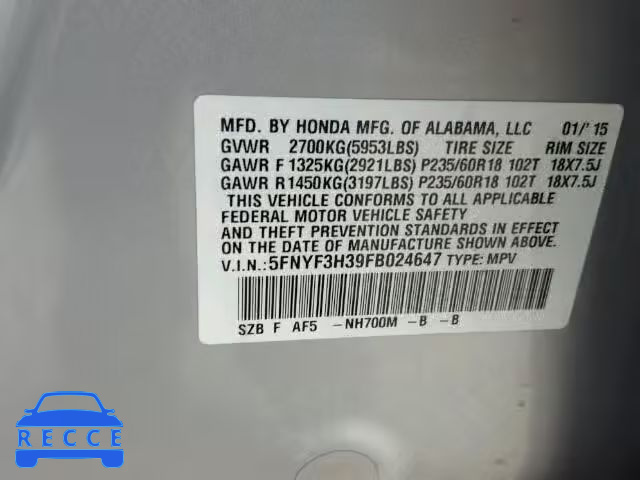 MFD. BY HONDA MFG. OF ALABAMA, LLC 01/'15
GVWR 2700KG(5953LBS) TIRE SIZE RIM SIZE
GAWR F 1325KG(2921LBS) P235/60R18 102T 18X7.5J
GAWR R1450KG(3197LBS) P235/60R18 102T 18X7.5J
THIS VEHICLE CONFORMS TO ALL APPLICABLE
FEDERAL MOTOR VEHICLE SAFETY
AND THEFT PREVENTION STANDARDS IN EFFECT
ON THE DATE OF MANUFACTURE SHOWN ABOVE.
V.I.N.:5FNYF3H39FB024647 TYPE: MPV
SZB F AF5 -NH700M -B -B
RECCE